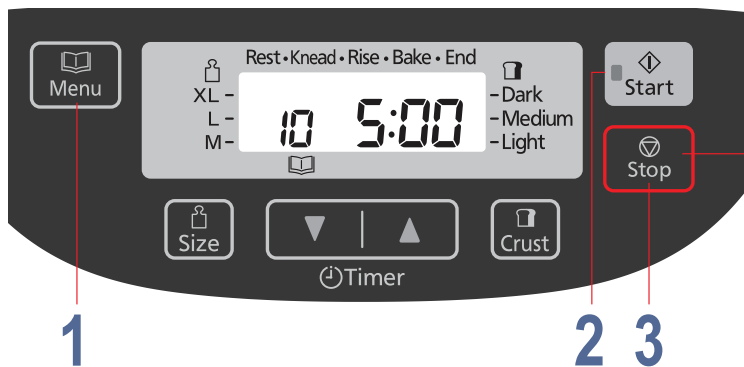 Menu
Rest • Knead • Rise • Bake • End
XL –
L –
M –
10 5:00
– Dark
– Medium
– Light
Start
Stop
Size
Timer
Crust
1
2
3